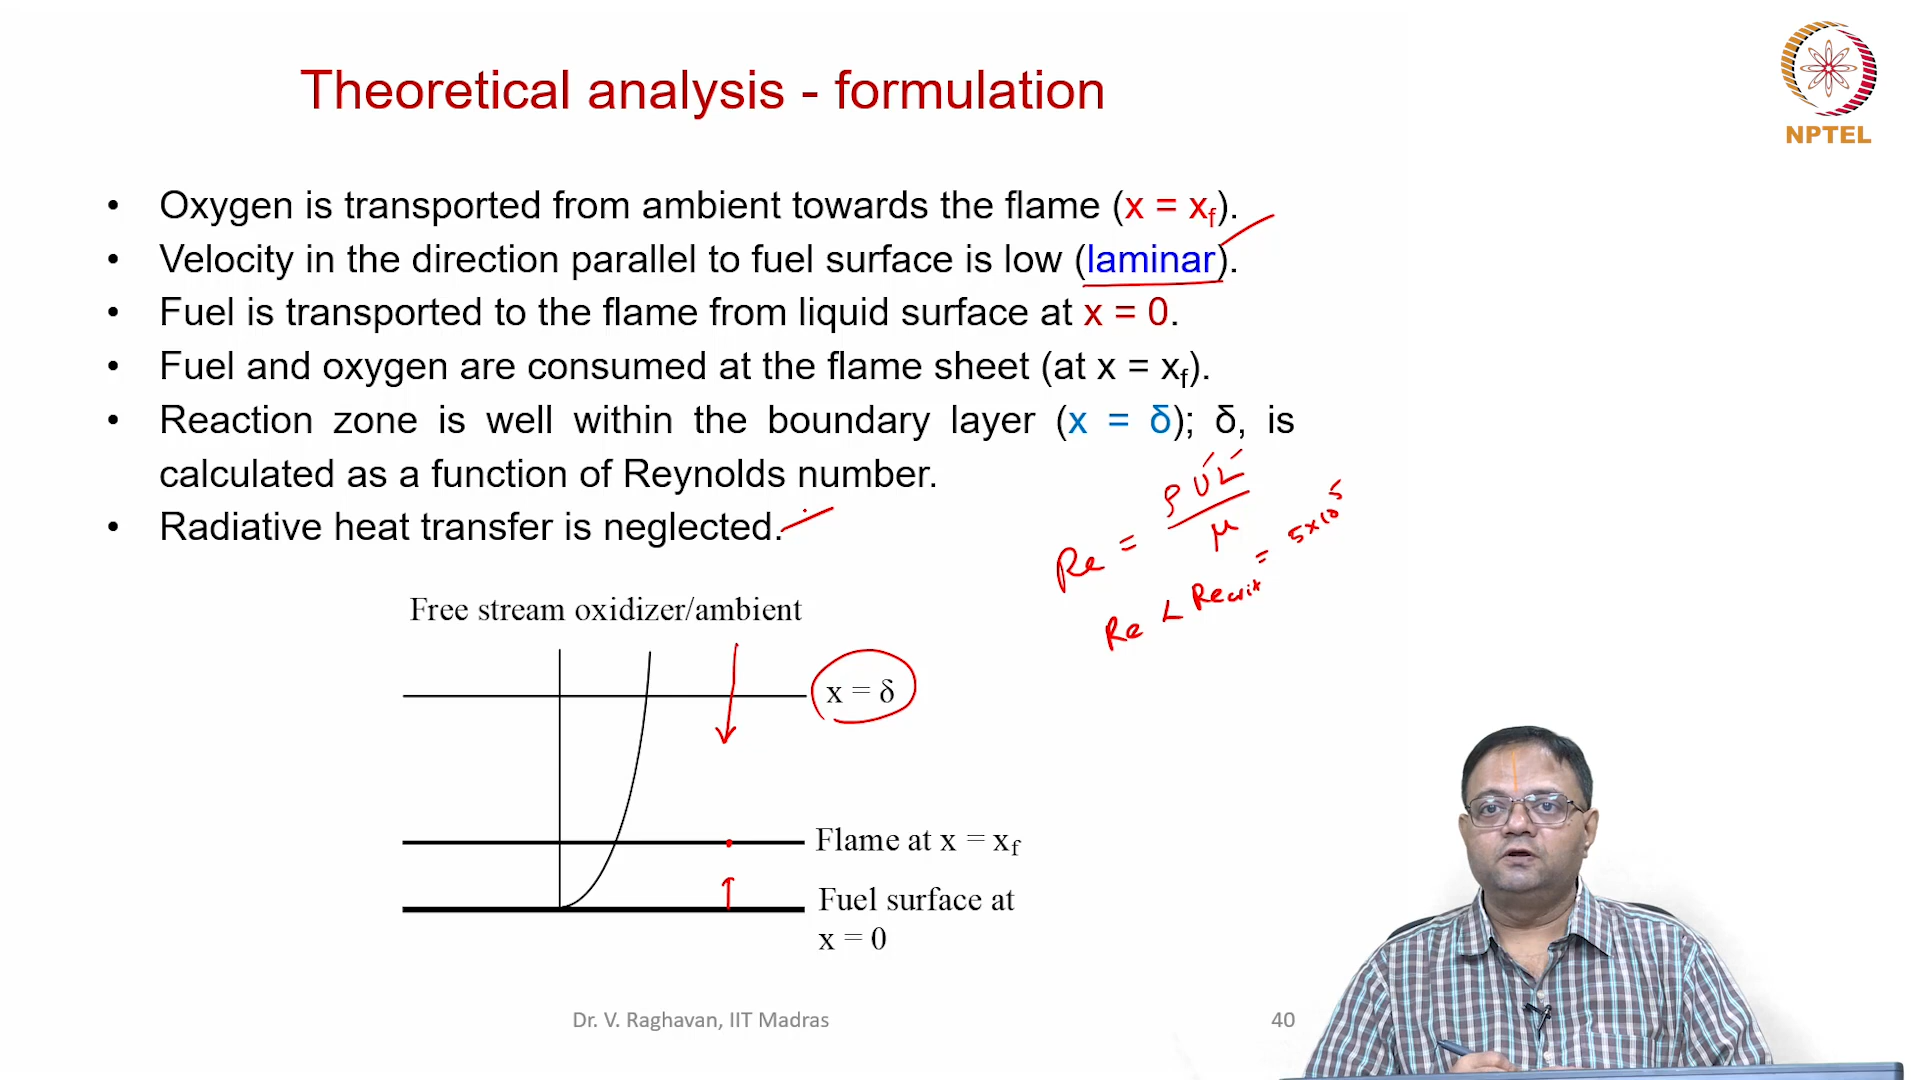 Theoretical analysis - formulation
NPTEL
• Oxygen is transported from ambient towards the flame (x = xf).
• Velocity in the direction parallel to fuel surface is low (laminar).
• Fuel is transported to the flame from liquid surface at x = 0.
• Fuel and oxygen are consumed at the flame sheet (at x = xf).
• Reaction zone is well within the boundary layer (x = δ); δ, is
calculated as a function of Reynolds number.
• Radiative heat transfer is neglected.
Re = ρUL / μ
Re < Recrit = 5×10^5
Free stream oxidizer/ambient
x = δ
Flame at x = xf
Fuel surface at
x = 0
Dr. V. Raghavan, IIT Madras
40